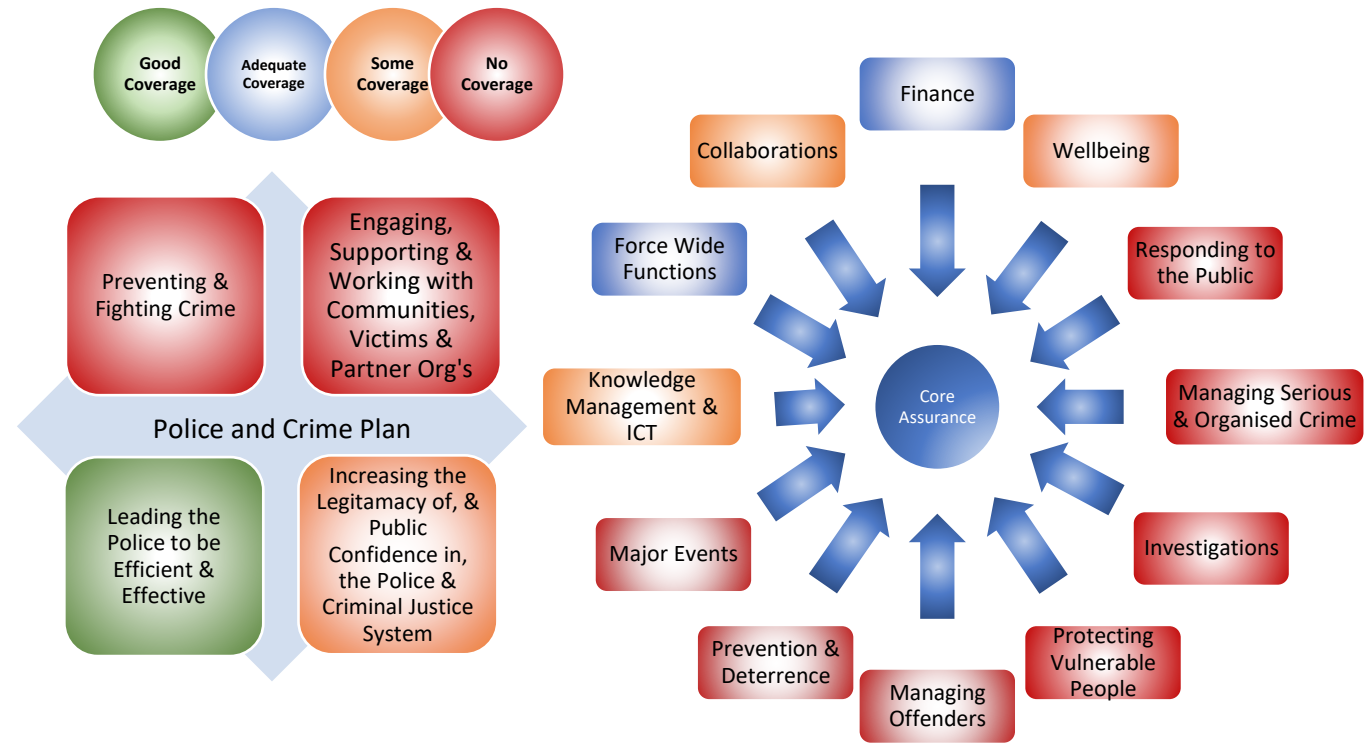 Good
Coverage
Adequate
Coverage
Some
Coverage
No
Coverage
Preventing &
Fighting Crime
Engaging,
Supporting &
Working with
Communities,
Victims &
Partner Org's
Police and Crime Plan
Leading the
Police to be
Efficient &
Effective
Increasing the
Legitamacy of, &
Public
Confidence in,
the Police &
Criminal Justice
System
Finance
Wellbeing
Responding to
the Public
Managing Serious
& Organised Crime
Investigations
Protecting
Vulnerable
People
Managing
Offenders
Prevention &
Deterrence
Major Events
Knowledge
Management &
ICT
Force Wide
Functions
Collaborations
Core
Assurance